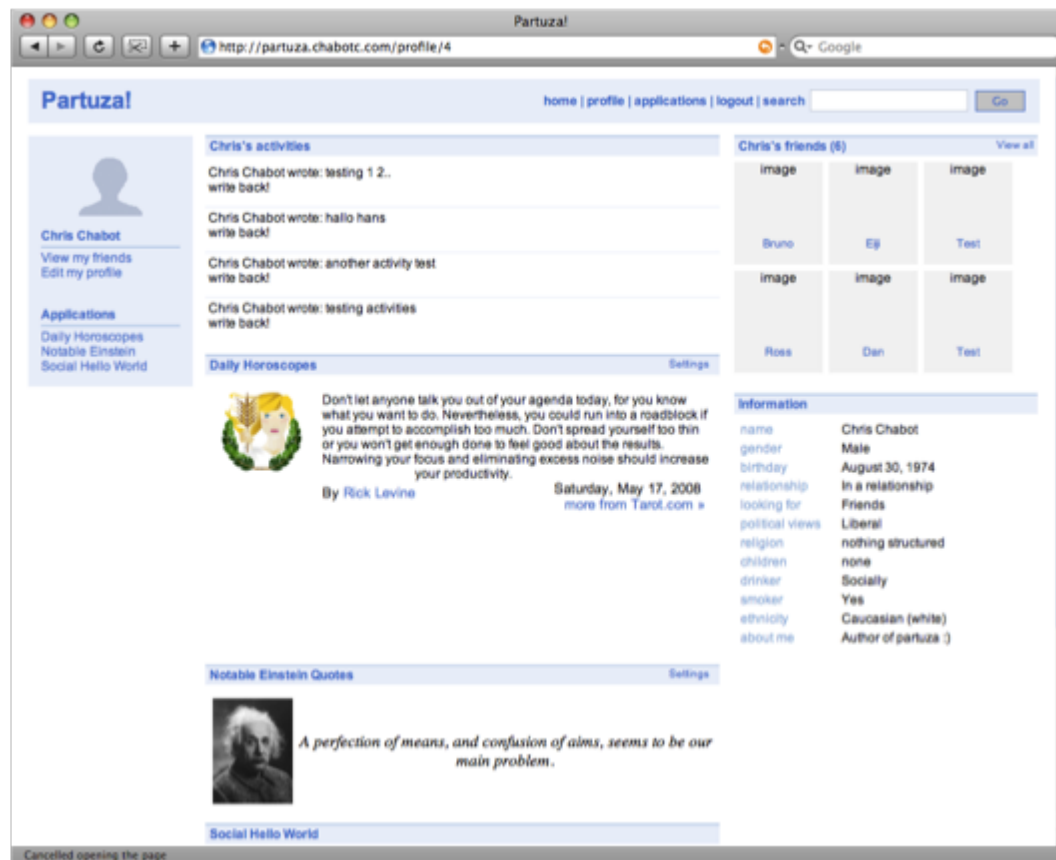 Partuza!
http://partuza.chabotc.com/profile/4
Google
Partuza!
home | profile | applications | logout | search
Go
Chris Chabot
View my friends
Edit my profile
Applications
Daily Horoscopes
Notable Einstein
Social Hello World
Chris's activities
Chris Chabot wrote: testing 1 2..
write back!
Chris Chabot wrote: hallo hans
write back!
Chris Chabot wrote: another activity test
write back!
Chris Chabot wrote: testing activities
write back!
Daily Horoscopes Settings
Don't let anyone talk you out of your agenda today, for you know
what you want to do. Nevertheless, you could run into a roadblock if
you attempt to accomplish too much. Don't spread yourself too thin
or you won't get enough done to feel good about the results.
Narrowing your focus and eliminating excess noise should increase
your productivity.
By Rick Levine
Saturday, May 17, 2008
more from Tarot.com »
Notable Einstein Quotes Settings
A perfection of means, and confusion of aims, seems to be our
main problem.
Social Hello World
Chris's friends (6) View all
image image image
Bruno Eiji Test
image image image
Ross Dan Test
Information
name Chris Chabot
gender Male
birthday August 30, 1974
relationship In a relationship
looking for Friends
political views Liberal
religion nothing structured
children none
drinker Socially
smoker Yes
ethnicity Caucasian (white)
about me Author of partuza :)
Cancelled opening the page